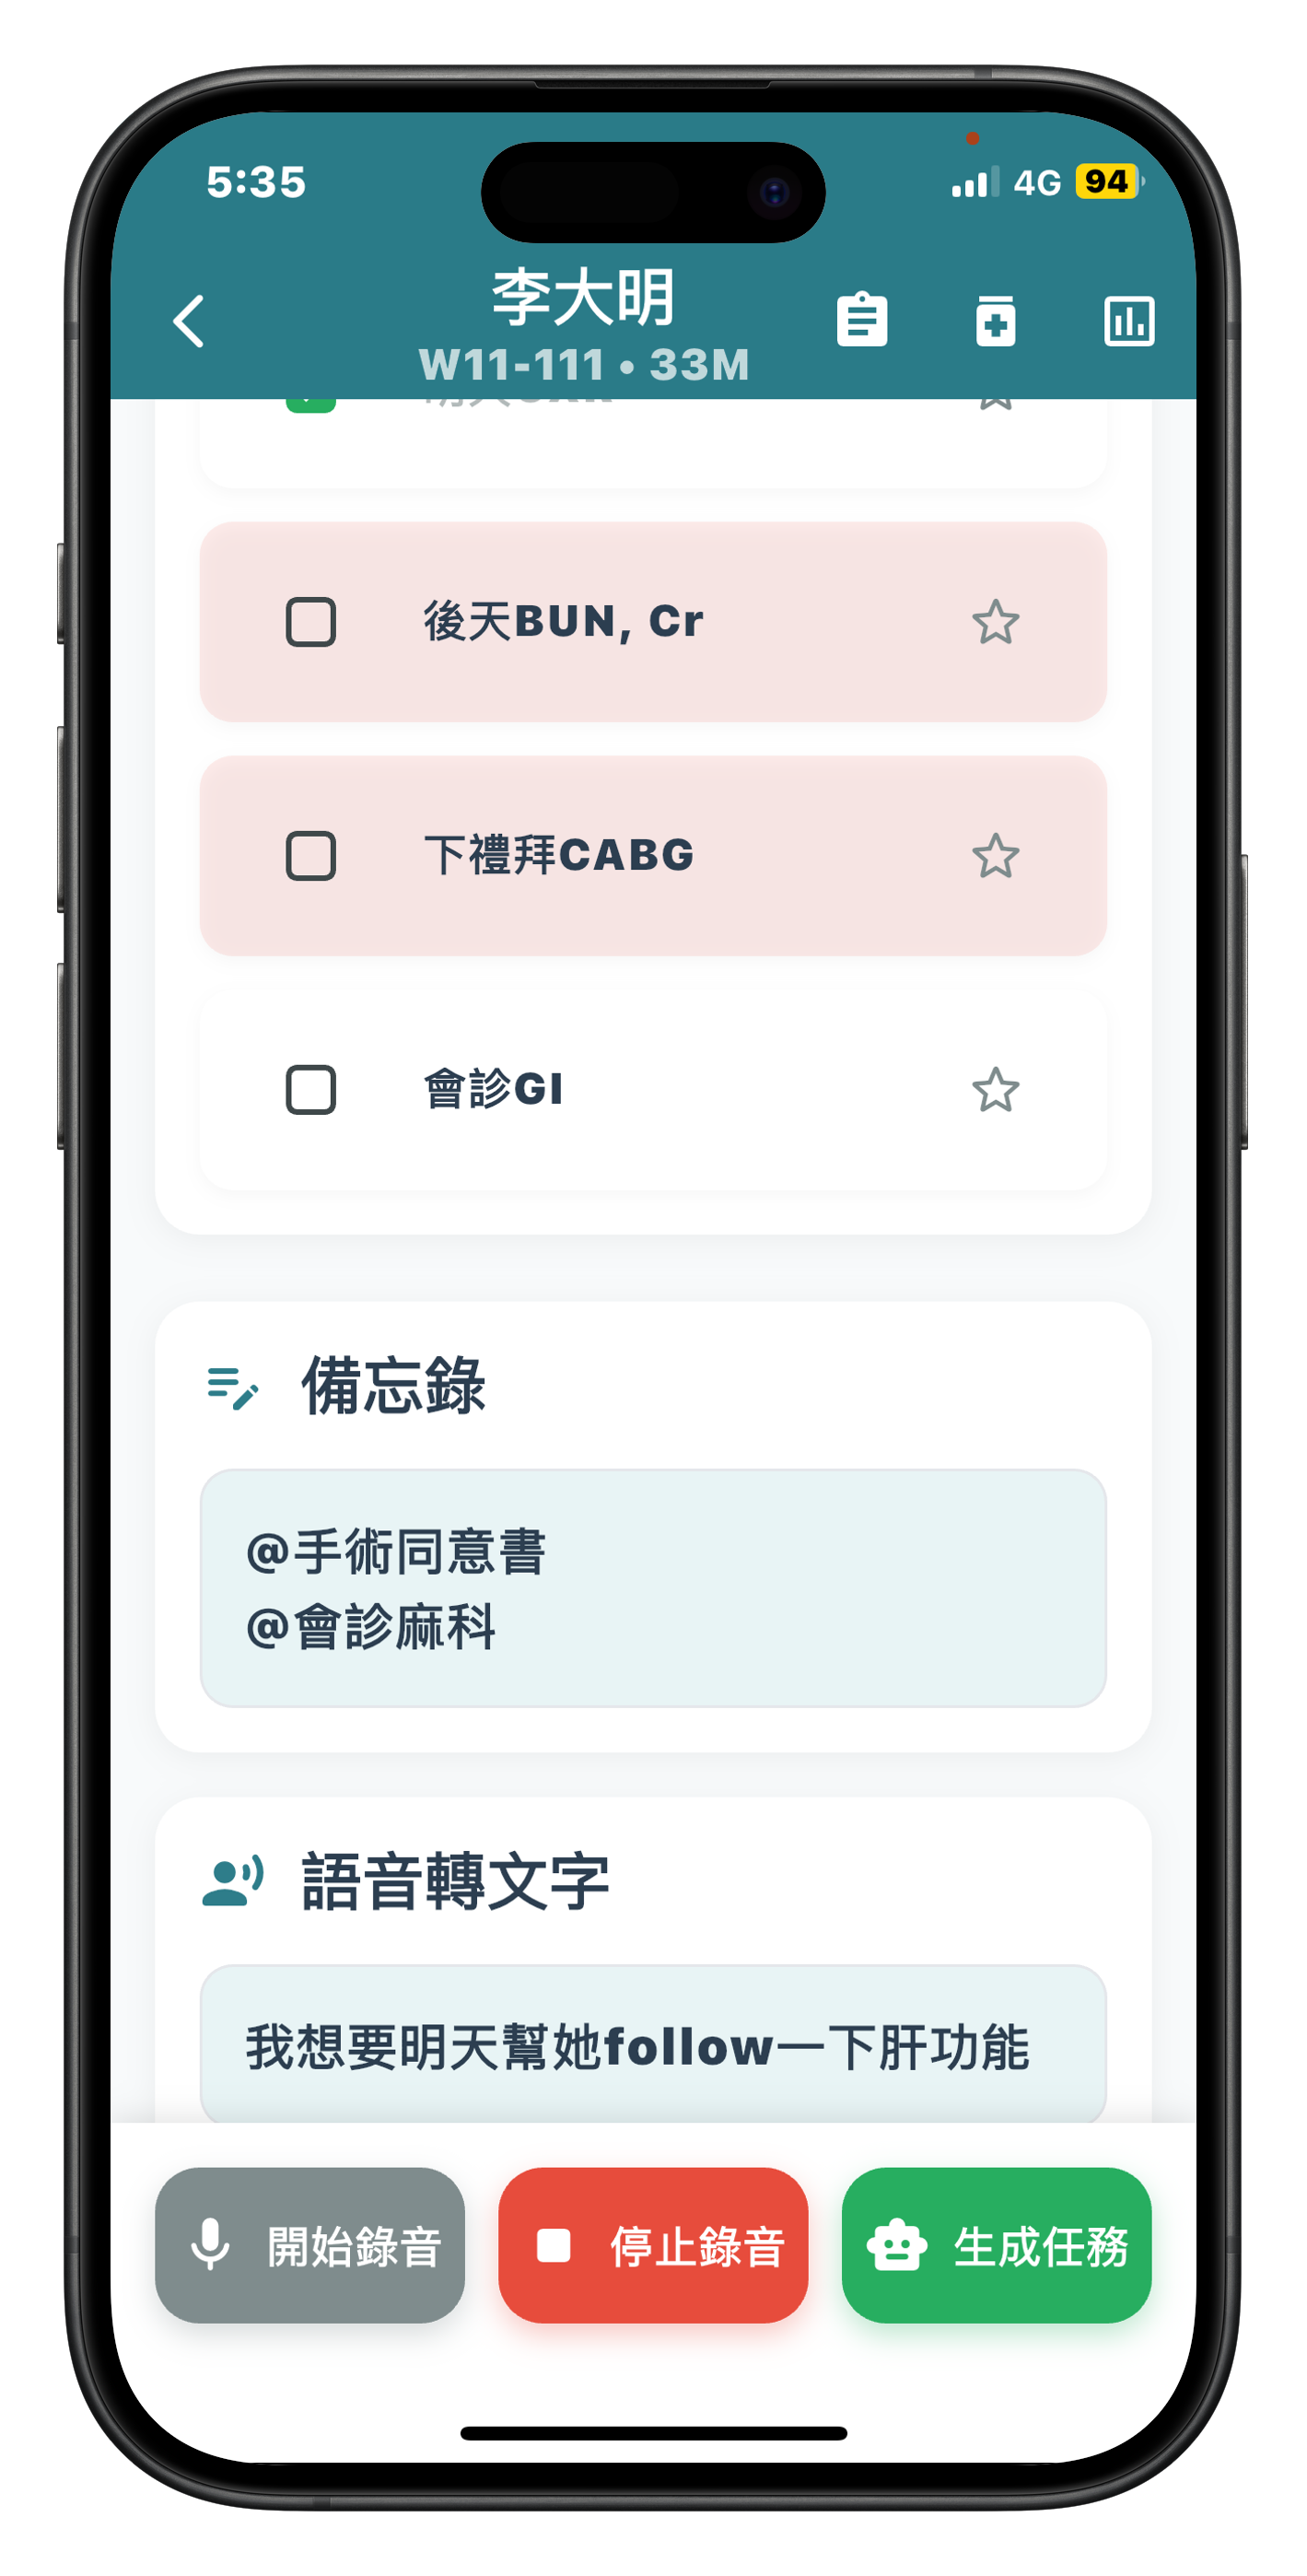 5:35
4G
94
李大明
W11-111 • 33M
後天BUN, Cr
下禮拜CABG
會診GI
備忘錄
@手術同意書
@會診麻科
語音轉文字
我想要明天幫她follow一下肝功能
開始錄音
停止錄音
生成任務